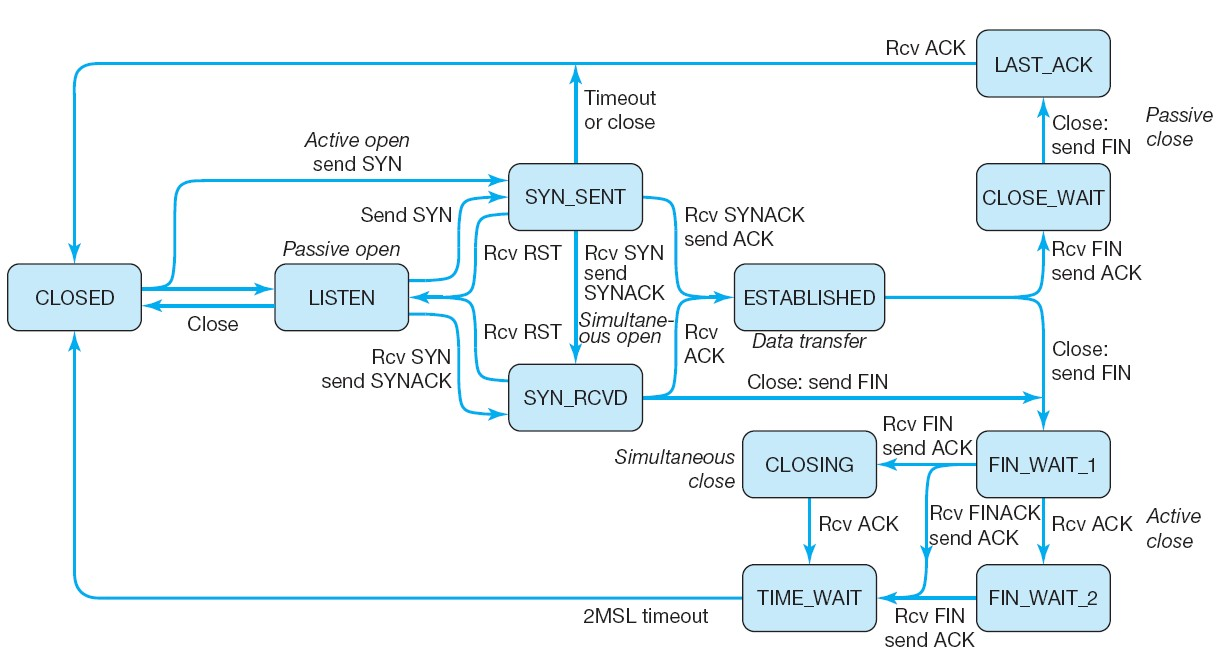 Rcv ACK
LAST_ACK
Timeout
or close
Passive
close
Close:
send FIN
Active open
send SYN
SYN_SENT
CLOSE_WAIT
Send SYN
Rcv SYNACK
send ACK
Passive open
Rcv RST
Rcv SYN
send
SYNACK
Rcv FIN
send ACK
CLOSED
LISTEN
ESTABLISHED
Close
Simultane-
ous open
Rcv RST
Rcv
ACK
Data transfer
Rcv SYN
send SYNACK
Close:
send FIN
SYN_RCVD
Close: send FIN
Rcv FIN
send ACK
Simultaneous
close
CLOSING
FIN_WAIT_1
Rcv ACK
Rcv FINACK
send ACK
Rcv ACK
Active
close
TIME_WAIT
FIN_WAIT_2
2MSL timeout
Rcv FIN
send ACK